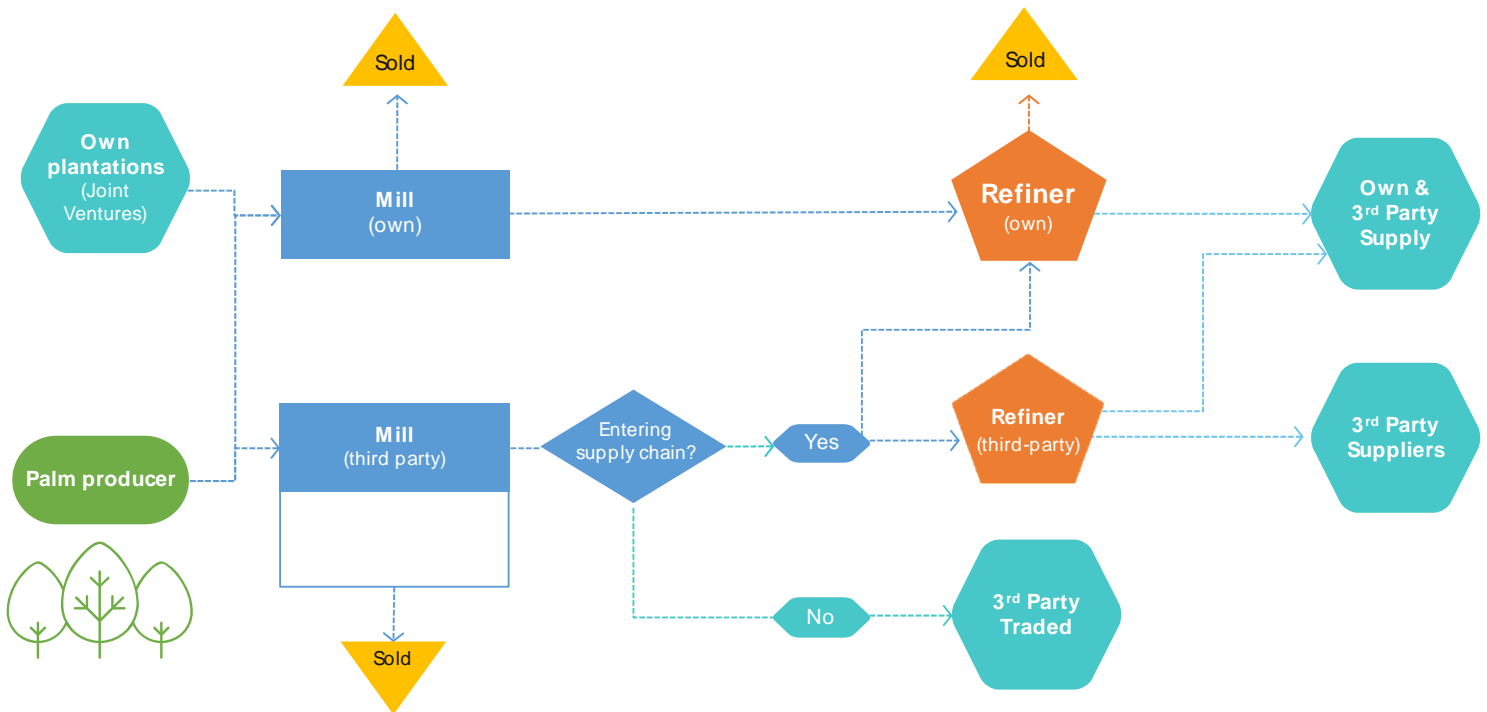 Sold
Sold
Own
plantations
(Joint
Ventures)
Mill
(own)
Refiner
(own)
Own &
3rd Party
Supply
Palm producer
Mill
(third party)
Entering
supply chain?
Yes
Refiner
(third-party)
3rd Party
Suppliers
No
3rd Party
Traded
Sold